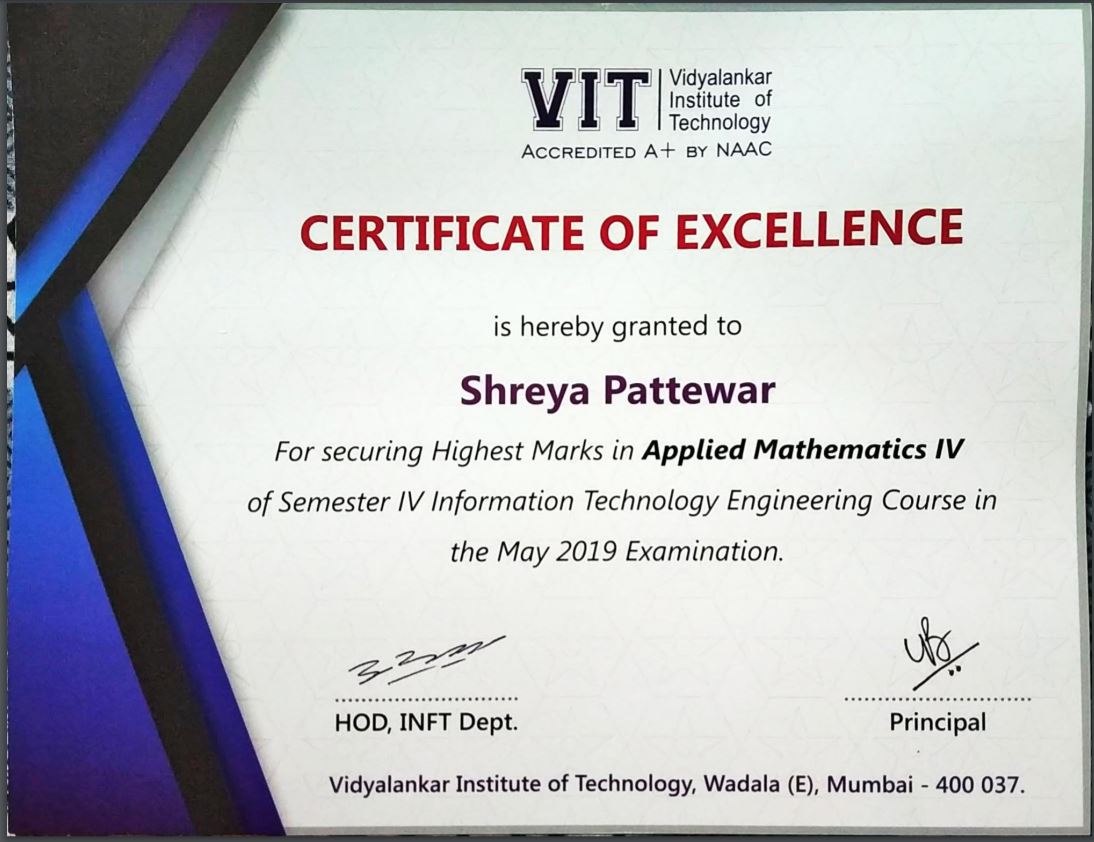 VIT
Vidyalankar
Institute of
Technology
ACCREDITED A+ BY NAAC
CERTIFICATE OF EXCELLENCE
is hereby granted to
Shreya Pattewar
For securing Highest Marks in Applied Mathematics IV
of Semester IV Information Technology Engineering Course in
the May 2019 Examination.
HOD, INFT Dept.
Principal
Vidyalankar Institute of Technology, Wadala (E), Mumbai - 400 037.